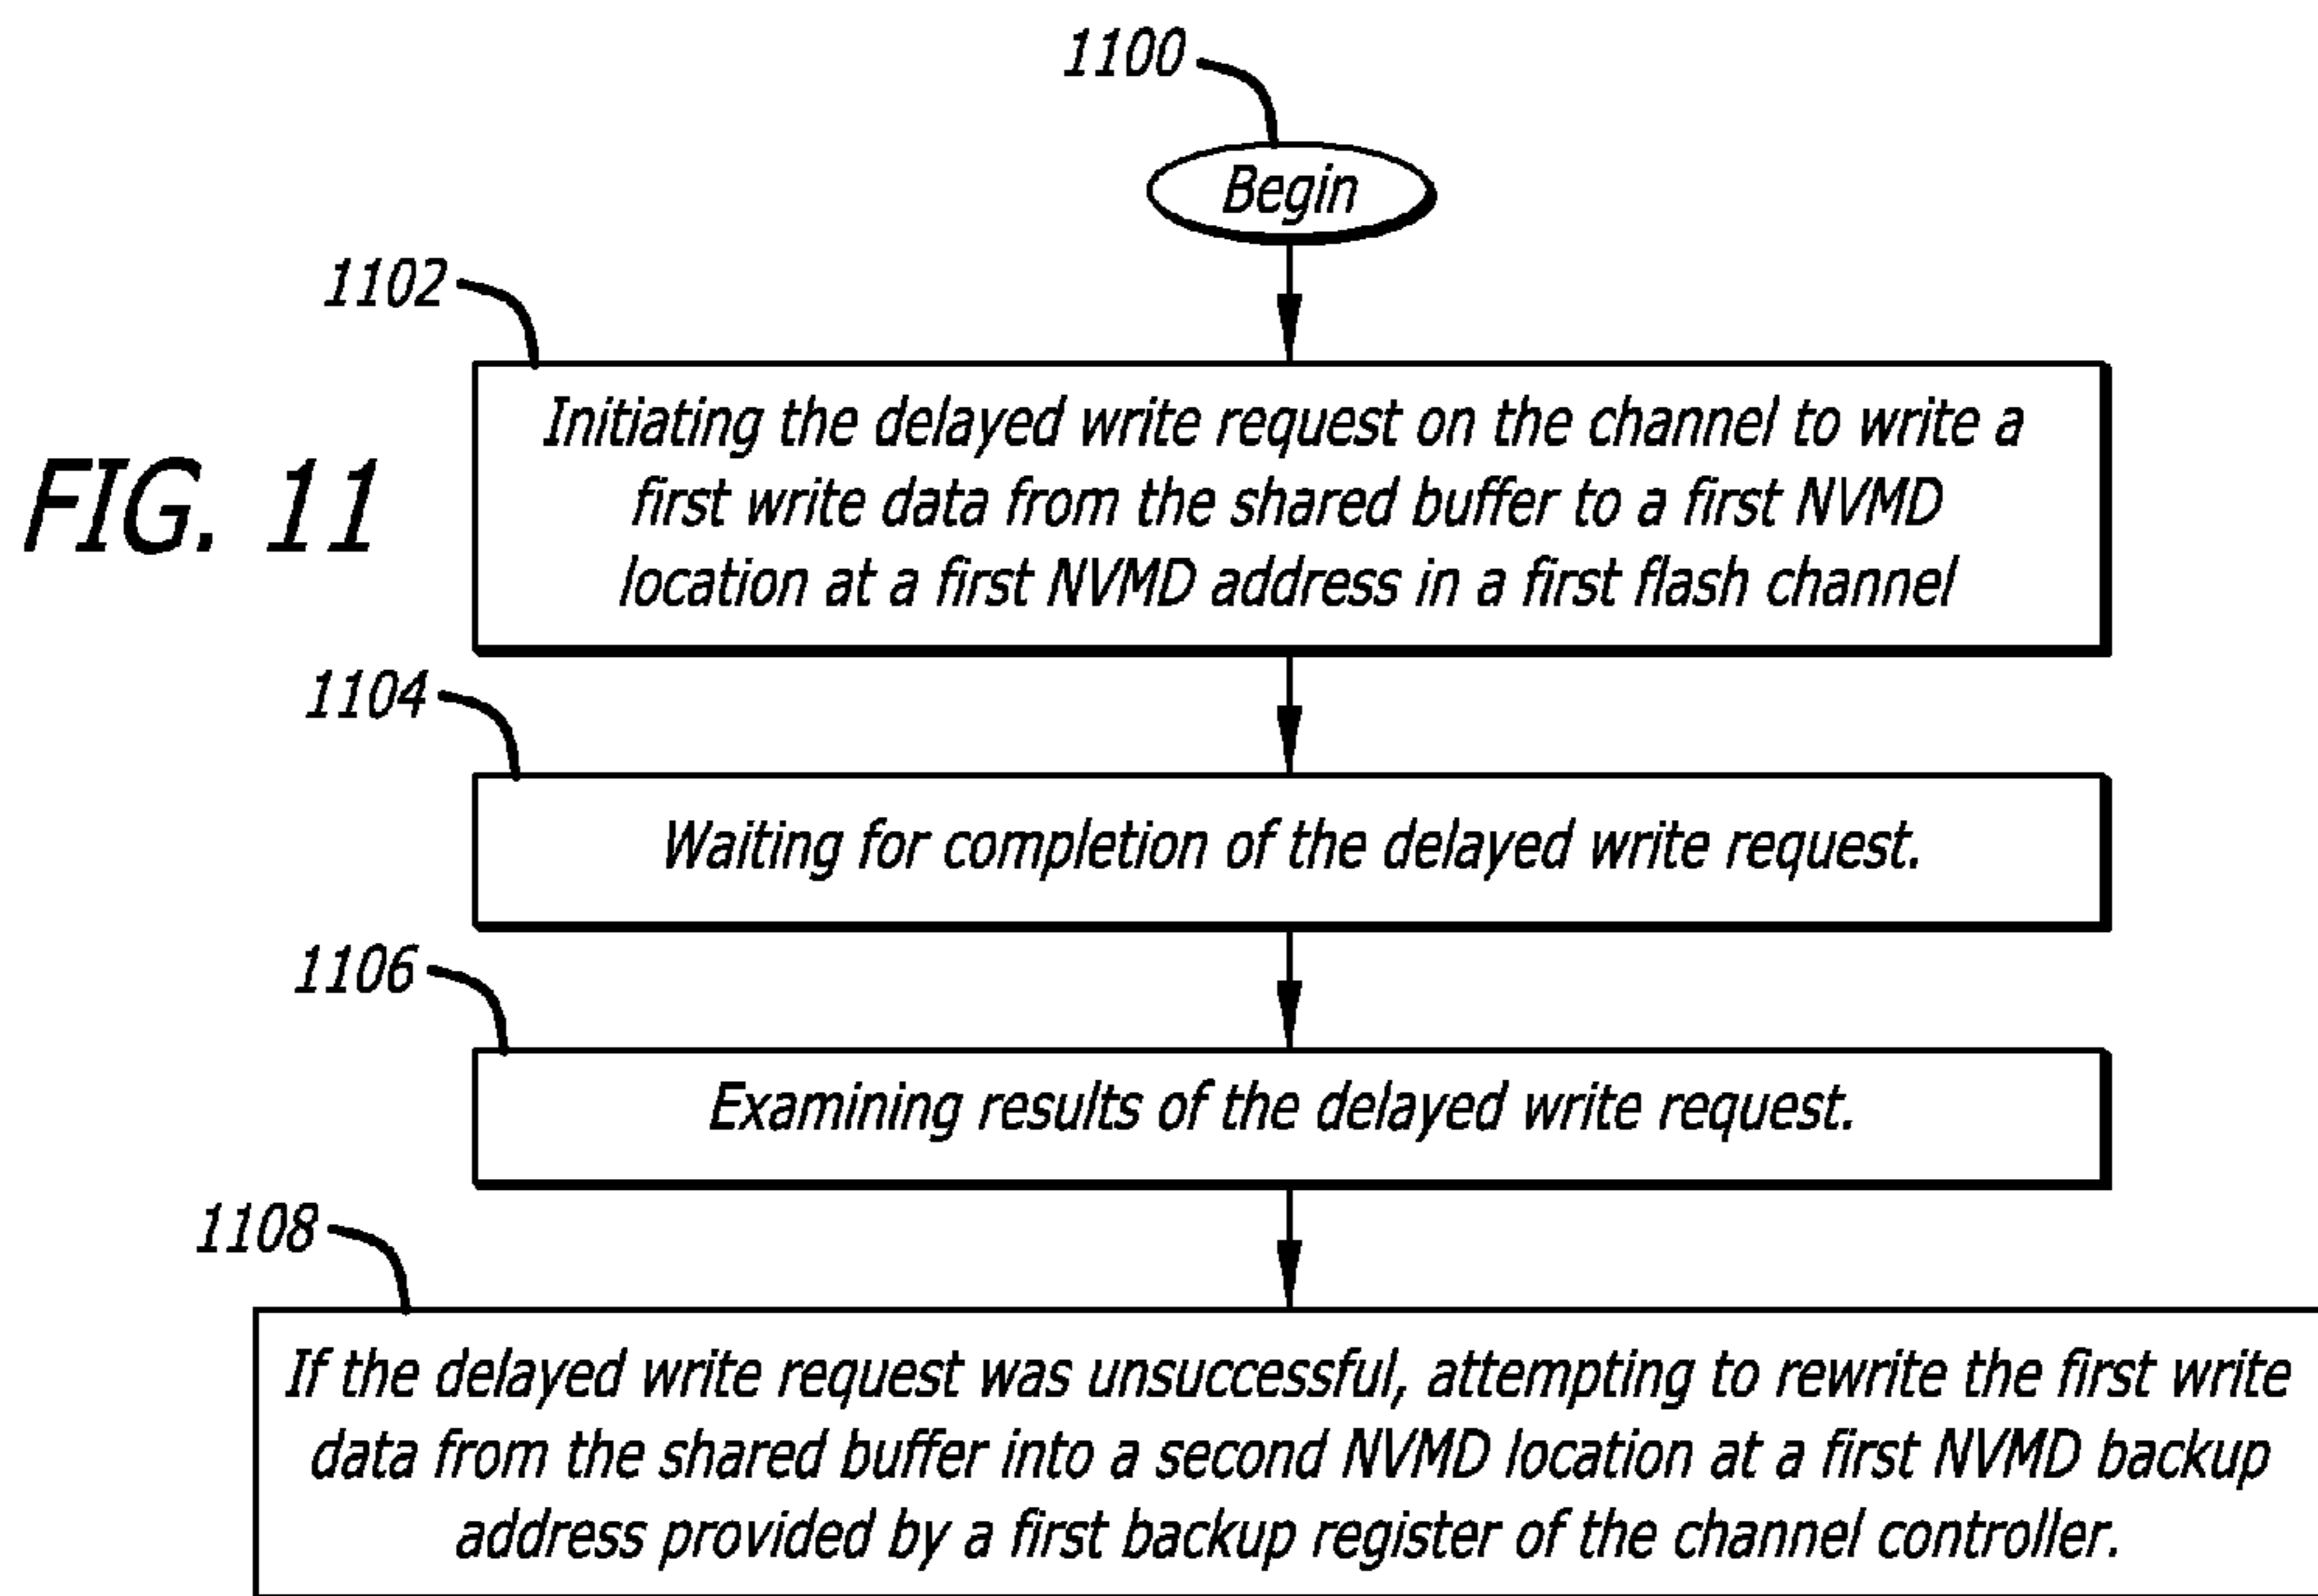 1100
Begin
1102
Initiating the delayed write request on the channel to write a
first write data from the shared buffer to a first NVMD
location at a first NVMD address in a first flash channel
FIG. 11
1104
Waiting for completion of the delayed write request.
1106
Examining results of the delayed write request.
1108
If the delayed write request was unsuccessful, attempting to rewrite the first write
data from the shared buffer into a second NVMD location at a first NVMD backup
address provided by a first backup register of the channel controller.